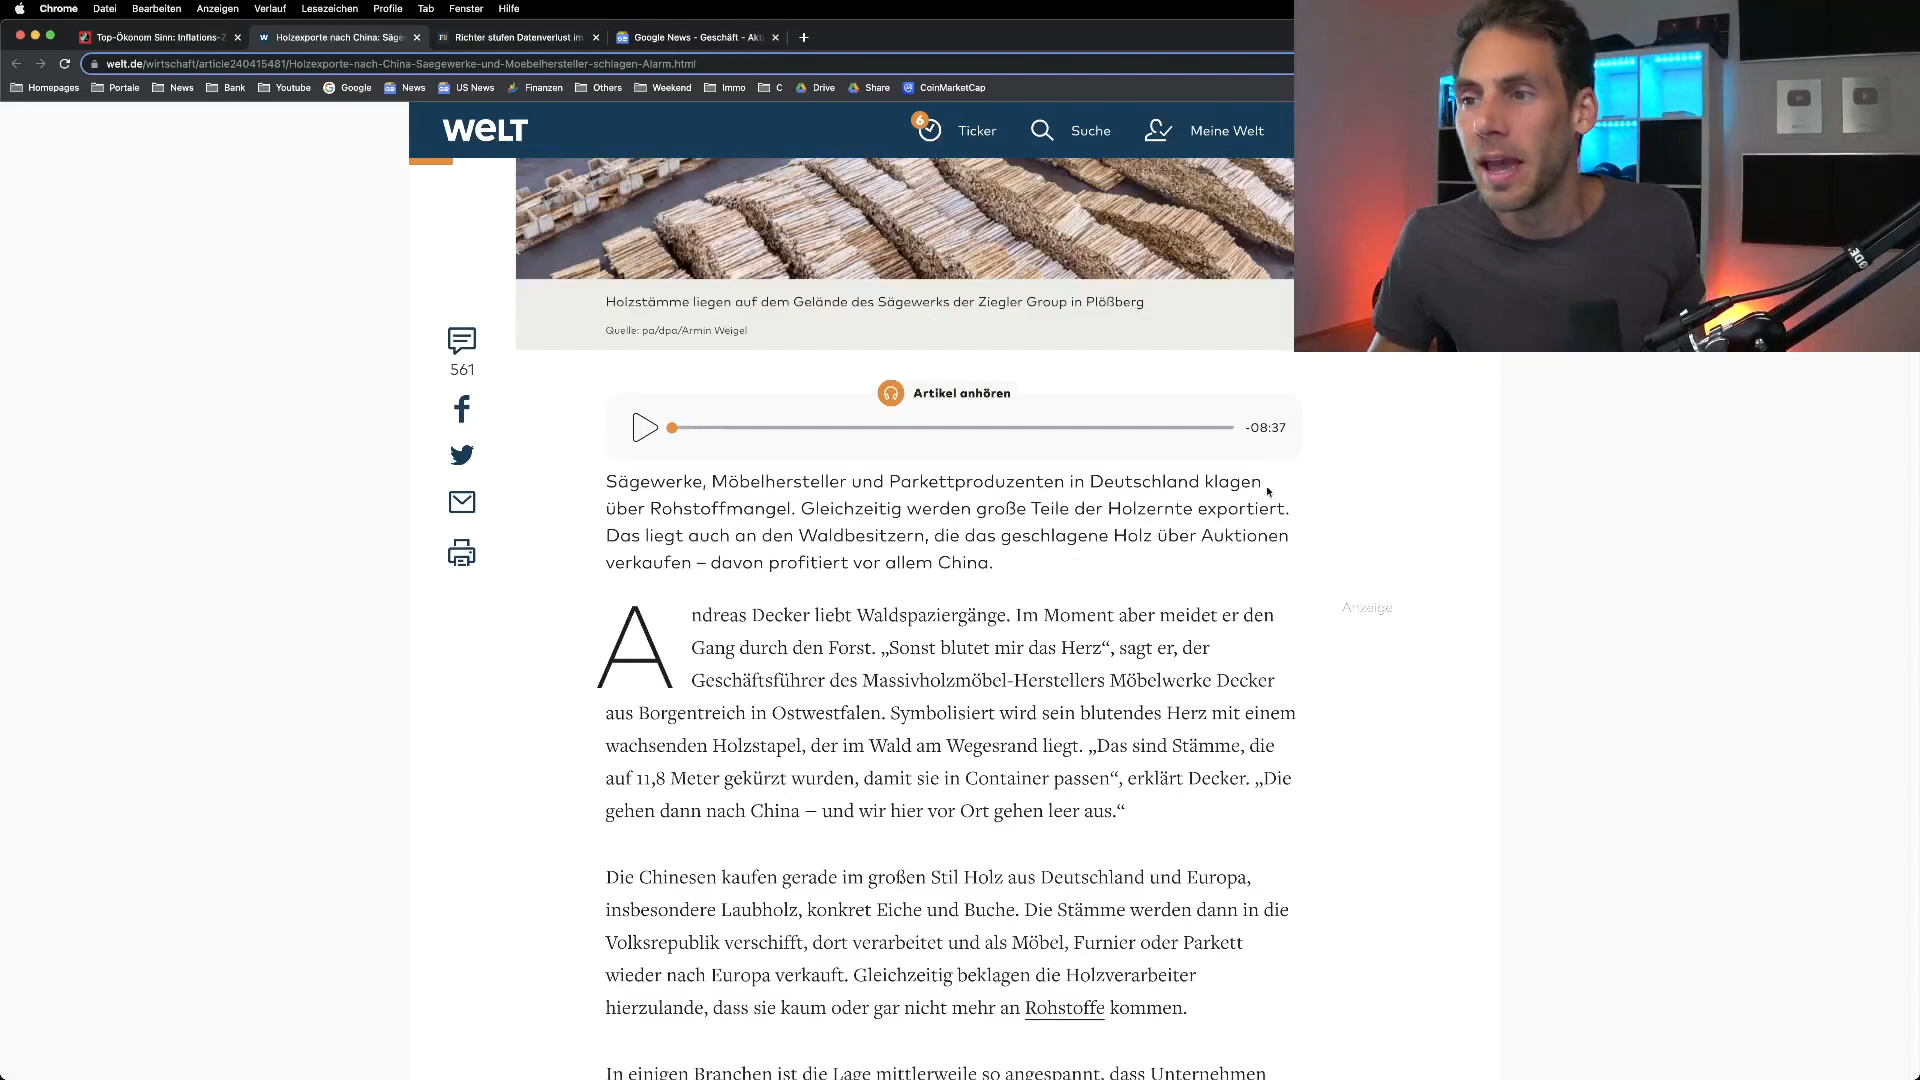 Chrome Datei Bearbeiten Anzeigen Verlauf Lesezeichen Profile Tab Fenster Hilfe
Top-Ökonom Sinn: Inflations-Z
Holzexporte nach China: Säge
Richter stufen Datenverlust im
Google News - Geschäft - Akt
welt.de/wirtschaft/article240415481/Holzexporte-nach-China-Saegewerke-und-Moebelhersteller-schlagen-Alarm.html
Homepages Portale News Bank Youtube Google News US News Finanzen Others Weekend Immo C Drive Share CoinMarketCap
WELT
6
Ticker
Suche
Meine Welt
Holzstämme liegen auf dem Gelände des Sägewerks der Ziegler Group in Plößberg
Quelle: pa/dpa/Armin Weigel
561
Artikel anhören
-08:37
Sägewerke, Möbelhersteller und Parkettproduzenten in Deutschland klagen
über Rohstoffmangel. Gleichzeitig werden große Teile der Holzernte exportiert.
Das liegt auch an den Waldbesitzern, die das geschlagene Holz über Auktionen
verkaufen – davon profitiert vor allem China.
Anzeige
Andreas Decker liebt Waldspaziergänge. Im Moment aber meidet er den
Gang durch den Forst. „Sonst blutet mir das Herz“, sagt er, der
Geschäftsführer des Massivholzmöbel-Herstellers Möbelwerke Decker
aus Borgentreich in Ostwestfalen. Symbolisiert wird sein blutendes Herz mit einem
wachsenden Holzstapel, der im Wald am Wegesrand liegt. „Das sind Stämme, die
auf 11,8 Meter gekürzt wurden, damit sie in Container passen“, erklärt Decker. „Die
gehen dann nach China – und wir hier vor Ort gehen leer aus.“
Die Chinesen kaufen gerade im großen Stil Holz aus Deutschland und Europa,
insbesondere Laubholz, konkret Eiche und Buche. Die Stämme werden dann in die
Volksrepublik verschifft, dort verarbeitet und als Möbel, Furnier oder Parkett
wieder nach Europa verkauft. Gleichzeitig beklagen die Holzverarbeiter
hierzulande, dass sie kaum oder gar nicht mehr an Rohstoffe kommen.
In einigen Branchen ist die Lage mittlerweile so angespannt, dass Unternehmen